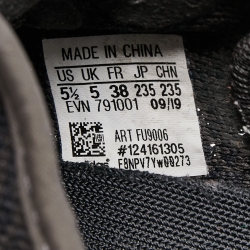 MADE IN CHINA
US UK FR JP CHN
5½ 5 38 235 235
EVN 791001 09/19
ART FU9006
#124161305